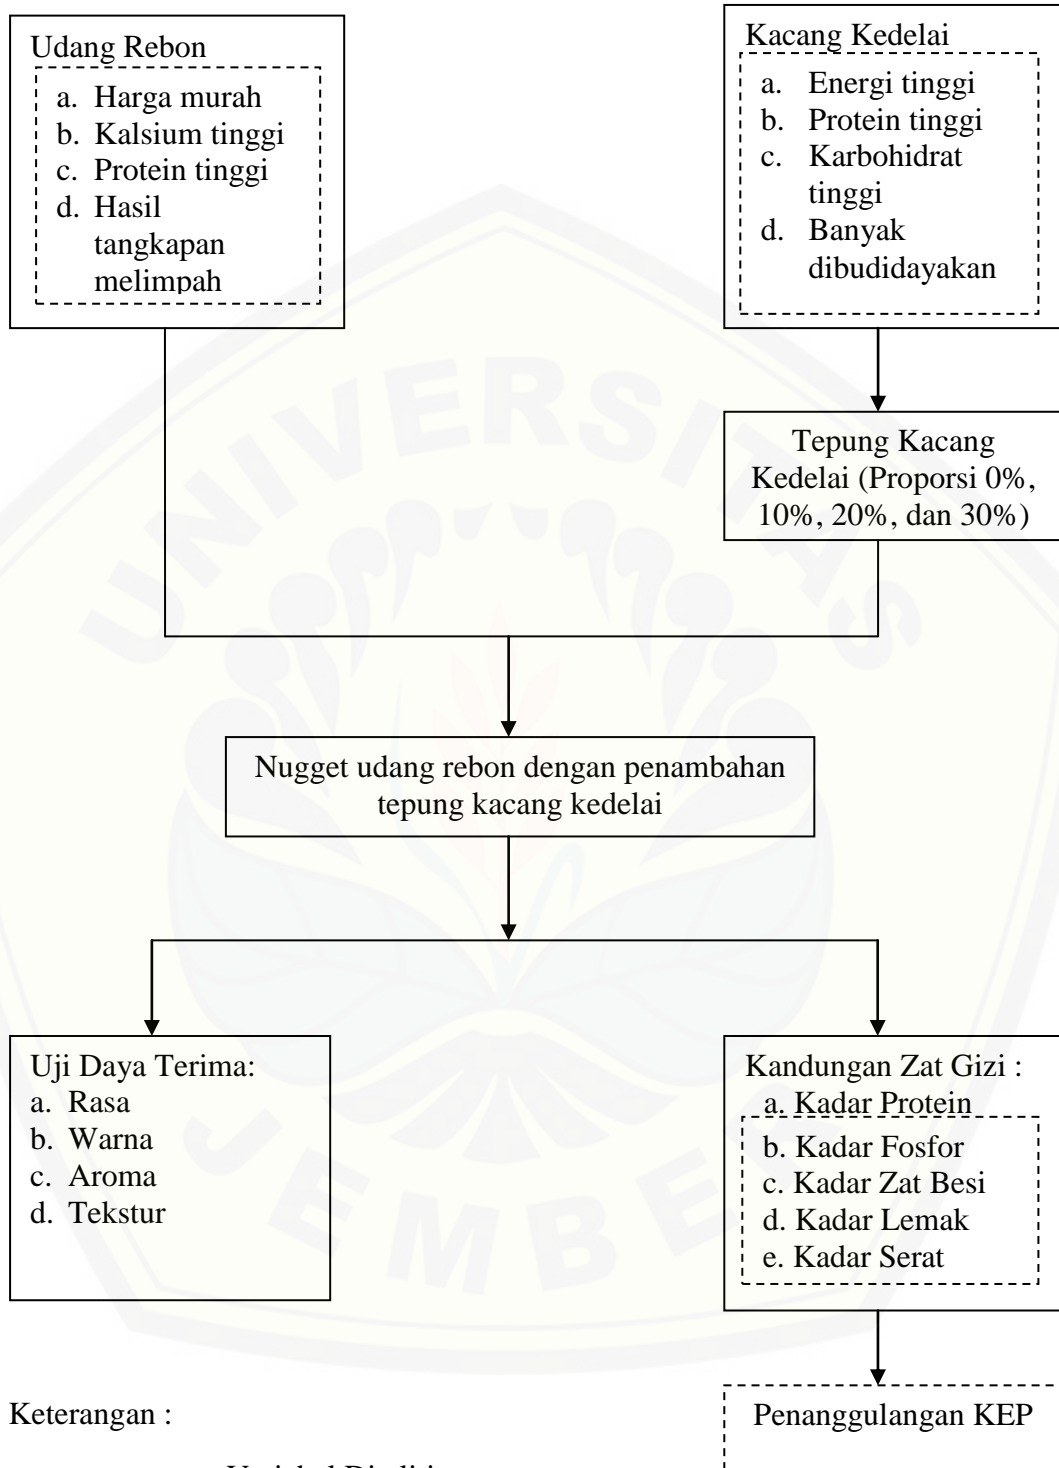 Udang Rebon
a. Harga murah
b. Kalsium tinggi
c. Protein tinggi
d. Hasil
tangkapan
melimpah
Kacang Kedelai
a. Energi tinggi
b. Protein tinggi
c. Karbohidrat
tinggi
d. Banyak
dibudidayakan
Tepung Kacang
Kedelai (Proporsi 0%,
10%, 20%, dan 30%)
Nugget udang rebon dengan penambahan
tepung kacang kedelai
Uji Daya Terima:
a. Rasa
b. Warna
c. Aroma
d. Tekstur
Kandungan Zat Gizi :
a. Kadar Protein
b. Kadar Fosfor
c. Kadar Zat Besi
d. Kadar Lemak
e. Kadar Serat
Keterangan :
Penanggulangan KEP
UNIVERSITAS
JEMBER